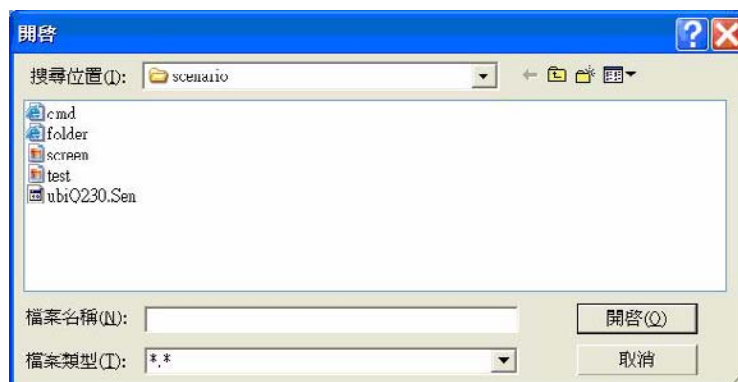 開啓
搜尋位置(I): scenario
cmd
folder
screen
test
ubiQ230.Sen
檔案名稱(N): 開啓(O)
檔案類型(T): *.* 取消